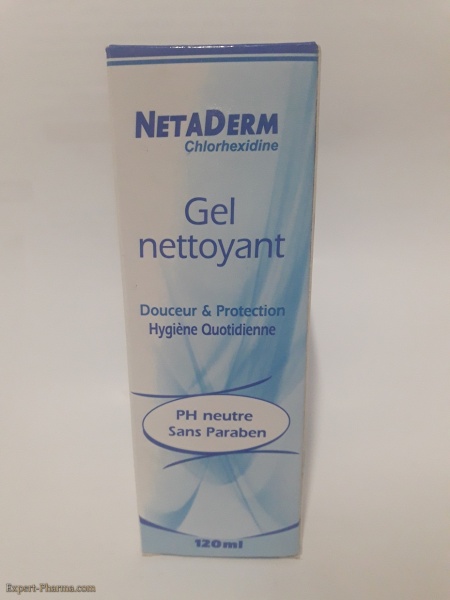 NETADERM
Chlorhexidine
Gel
nettoyant
Douceur & Protection
Hygiène Quotidienne
PH neutre
Sans Paraben
120ml
Expert-Pharma.com